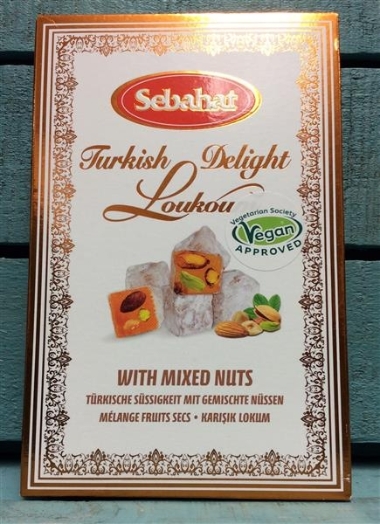 Sebahat
Turkish Delight
Loukou
Vegetarian Society
Vegan
APPROVED
WITH MIXED NUTS
TÜRKISCHE SÜSSIGKEIT MIT GEMISCHTE NÜSSEN
MÉLANGE FRUITS SECS • KARIŞIK LOKUM